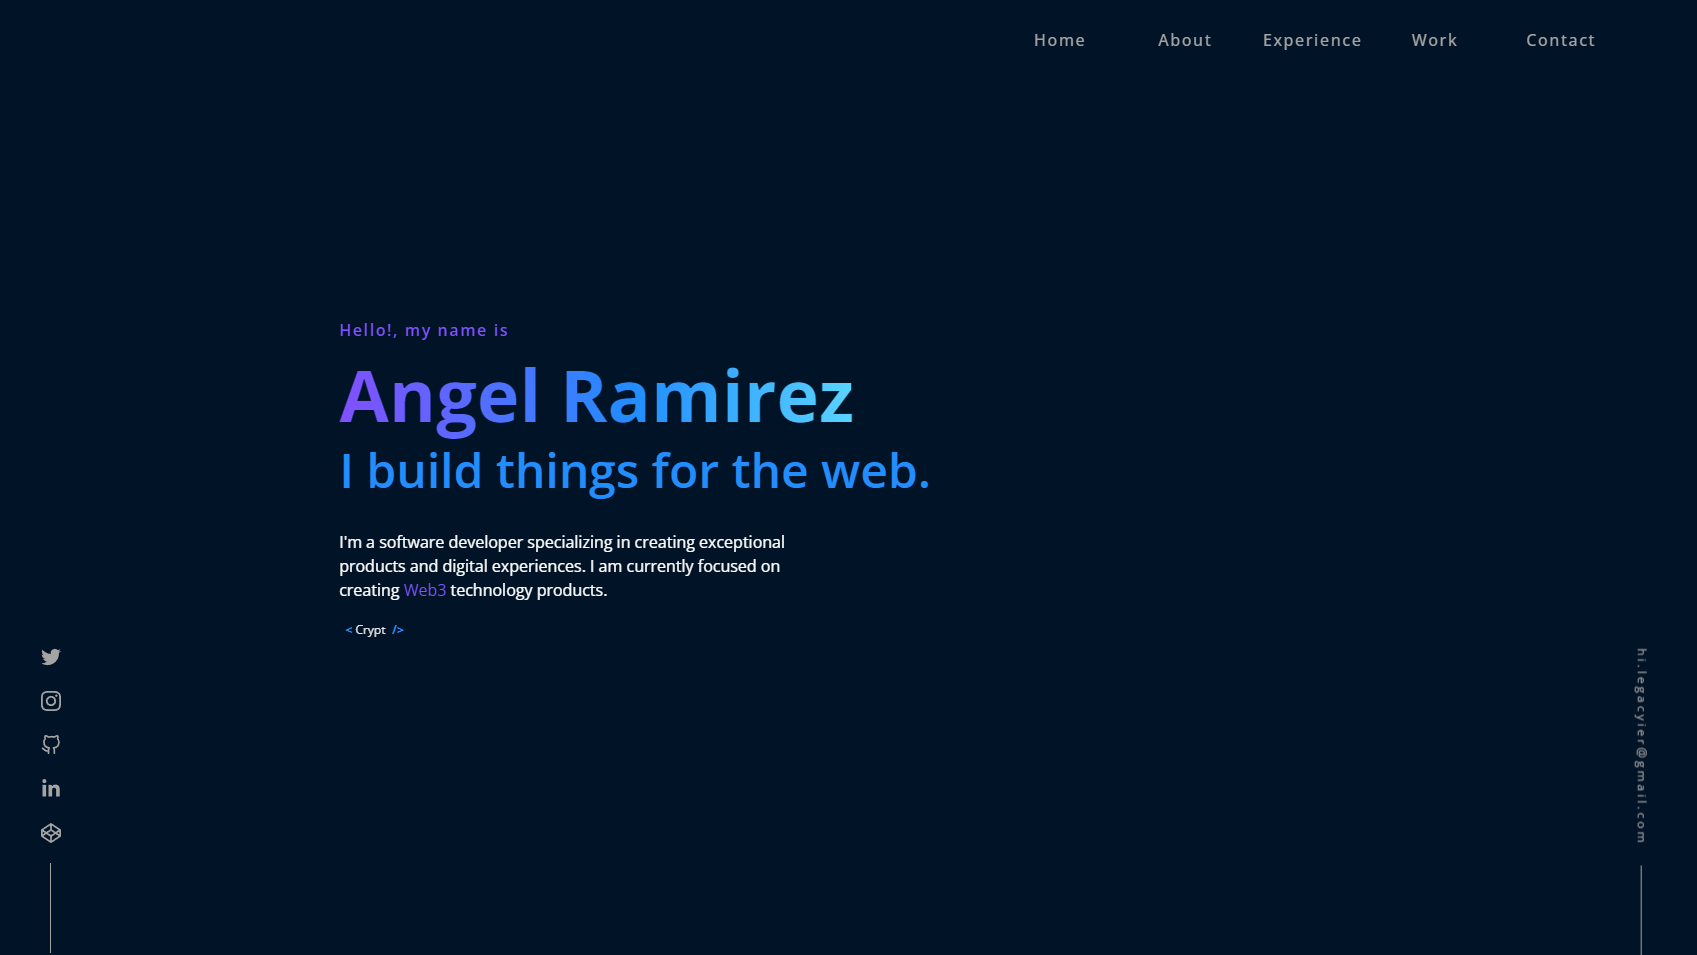 Home About Experience Work Contact
Hello!, my name is
Angel Ramirez
I build things for the web.
I'm a software developer specializing in creating exceptional
products and digital experiences. I am currently focused on
creating Web3 technology products.
< Crypt />
hi.legacyier@gmail.com